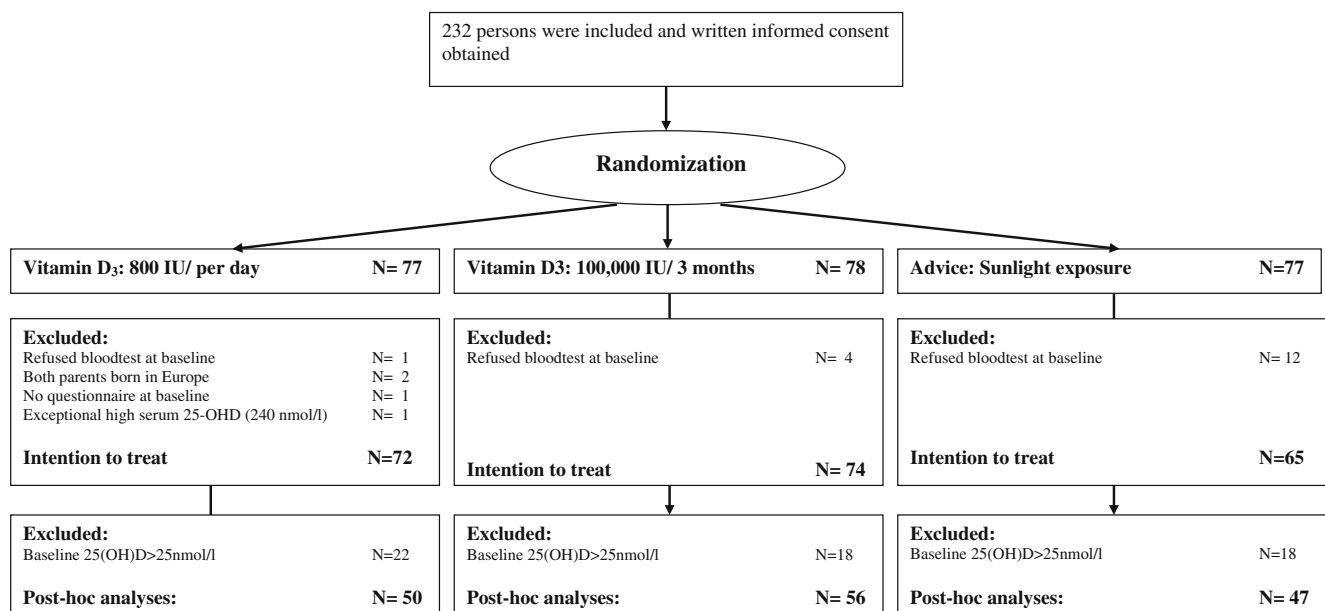 232 persons were included and written informed consent
obtained
Randomization
Vitamin D₃: 800 IU/ per day N= 77
Vitamin D3: 100,000 IU/ 3 months N= 78
Advice: Sunlight exposure N=77
Excluded:
Refused bloodtest at baseline N= 1
Both parents born in Europe N= 2
No questionnaire at baseline N= 1
Exceptional high serum 25-OHD (240 nmol/l) N= 1
Intention to treat N=72
Excluded:
Refused bloodtest at baseline N= 4
Intention to treat N= 74
Excluded:
Refused bloodtest at baseline N= 12
Intention to treat N=65
Excluded:
Baseline 25(OH)D>25nmol/l N=22
Post-hoc analyses: N= 50
Excluded:
Baseline 25(OH)D>25nmol/l N=18
Post-hoc analyses: N= 56
Excluded:
Baseline 25(OH)D>25nmol/l N=18
Post-hoc analyses: N= 47